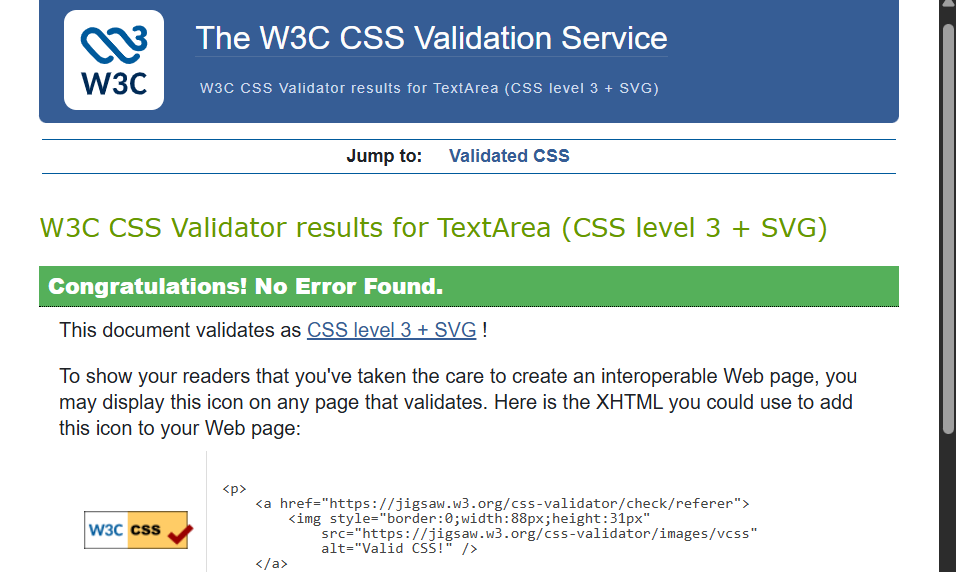 W3C
The W3C CSS Validation Service
W3C CSS Validator results for TextArea (CSS level 3 + SVG)
Jump to: Validated CSS
W3C CSS Validator results for TextArea (CSS level 3 + SVG)
Congratulations! No Error Found.
This document validates as CSS level 3 + SVG !
To show your readers that you've taken the care to create an interoperable Web page, you
may display this icon on any page that validates. Here is the XHTML you could use to add
this icon to your Web page:
W3C CSS
<p>
<a href="https://jigsaw.w3.org/css-validator/check/referer">
<img style="border:0;width:88px;height:31px"
src="https://jigsaw.w3.org/css-validator/images/vcss"
alt="Valid CSS!" />
</a>